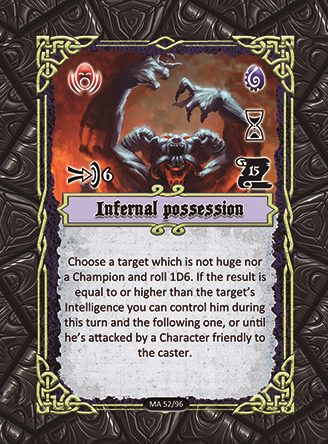 6
15
Infernal possession
Choose a target which is not huge nor
a Champion and roll 1D6. If the result is
equal to or higher than the target's
Intelligence you can control him during
this turn and the following one, or until
he's attacked by a Character friendly to
the caster.
MA 52/96